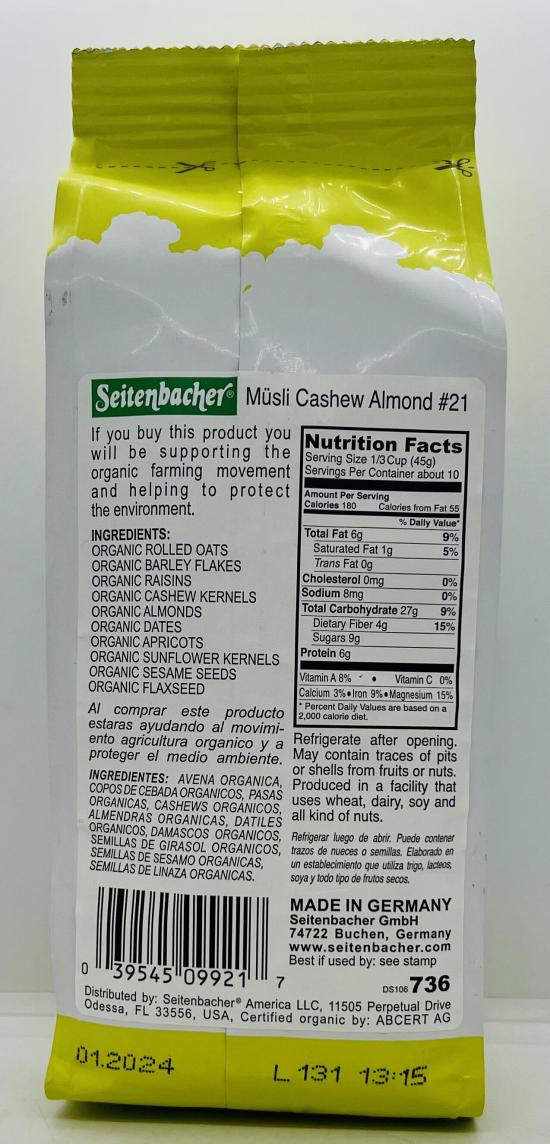 Seitenbacher® Müsli Cashew Almond #21
If you buy this product you
will be supporting the
organic farming movement
and helping to protect
the environment.
INGREDIENTS:
ORGANIC ROLLED OATS
ORGANIC BARLEY FLAKES
ORGANIC RAISINS
ORGANIC CASHEW KERNELS
ORGANIC ALMONDS
ORGANIC DATES
ORGANIC APRICOTS
ORGANIC SUNFLOWER KERNELS
ORGANIC SESAME SEEDS
ORGANIC FLAXSEED
Al comprar este producto
estaras ayudando al movimi-
ento agricultura organico y a
proteger el medio ambiente.
INGREDIENTES: AVENA ORGANICA,
COPOS DE CEBADA ORGANICOS, PASAS
ORGANICAS, CASHEWS ORGANICOS,
ALMENDRAS ORGANICAS, DATILES
ORGANICOS, DAMASCOS ORGANICOS,
SEMILLAS DE GIRASOL ORGANICOS,
SEMILLAS DE SESAMO ORGANICAS,
SEMILLAS DE LINAZA ORGANICAS.
Nutrition Facts
Serving Size 1/3 Cup (45g)
Servings Per Container about 10
Amount Per Serving
Calories 180 Calories from Fat 55
% Daily Value*
Total Fat 6g 9%
Saturated Fat 1g 5%
Trans Fat 0g
Cholesterol 0mg 0%
Sodium 8mg 0%
Total Carbohydrate 27g 9%
Dietary Fiber 4g 15%
Sugars 9g
Protein 6g
Vitamin A 8% • Vitamin C 0%
Calcium 3% • Iron 9% • Magnesium 15%
* Percent Daily Values are based on a
2,000 calorie diet.
Refrigerate after opening.
May contain traces of pits
or shells from fruits or nuts.
Produced in a facility that
uses wheat, dairy, soy and
all kind of nuts.
Refrigerar luego de abrir. Puede contener
trazos de nueces o semillas. Elaborado en
un establecimiento que utiliza trigo, lacteos,
soya y todo tipo de frutos secos.
MADE IN GERMANY
Seitenbacher GmbH
74722 Buchen, Germany
www.seitenbacher.com
Best if used by: see stamp
DS106 736
0 39545 09921 7
Distributed by: Seitenbacher® America LLC, 11505 Perpetual Drive
Odessa, FL 33556, USA, Certified organic by: ABCERT AG
01.2024
L 131 13:15